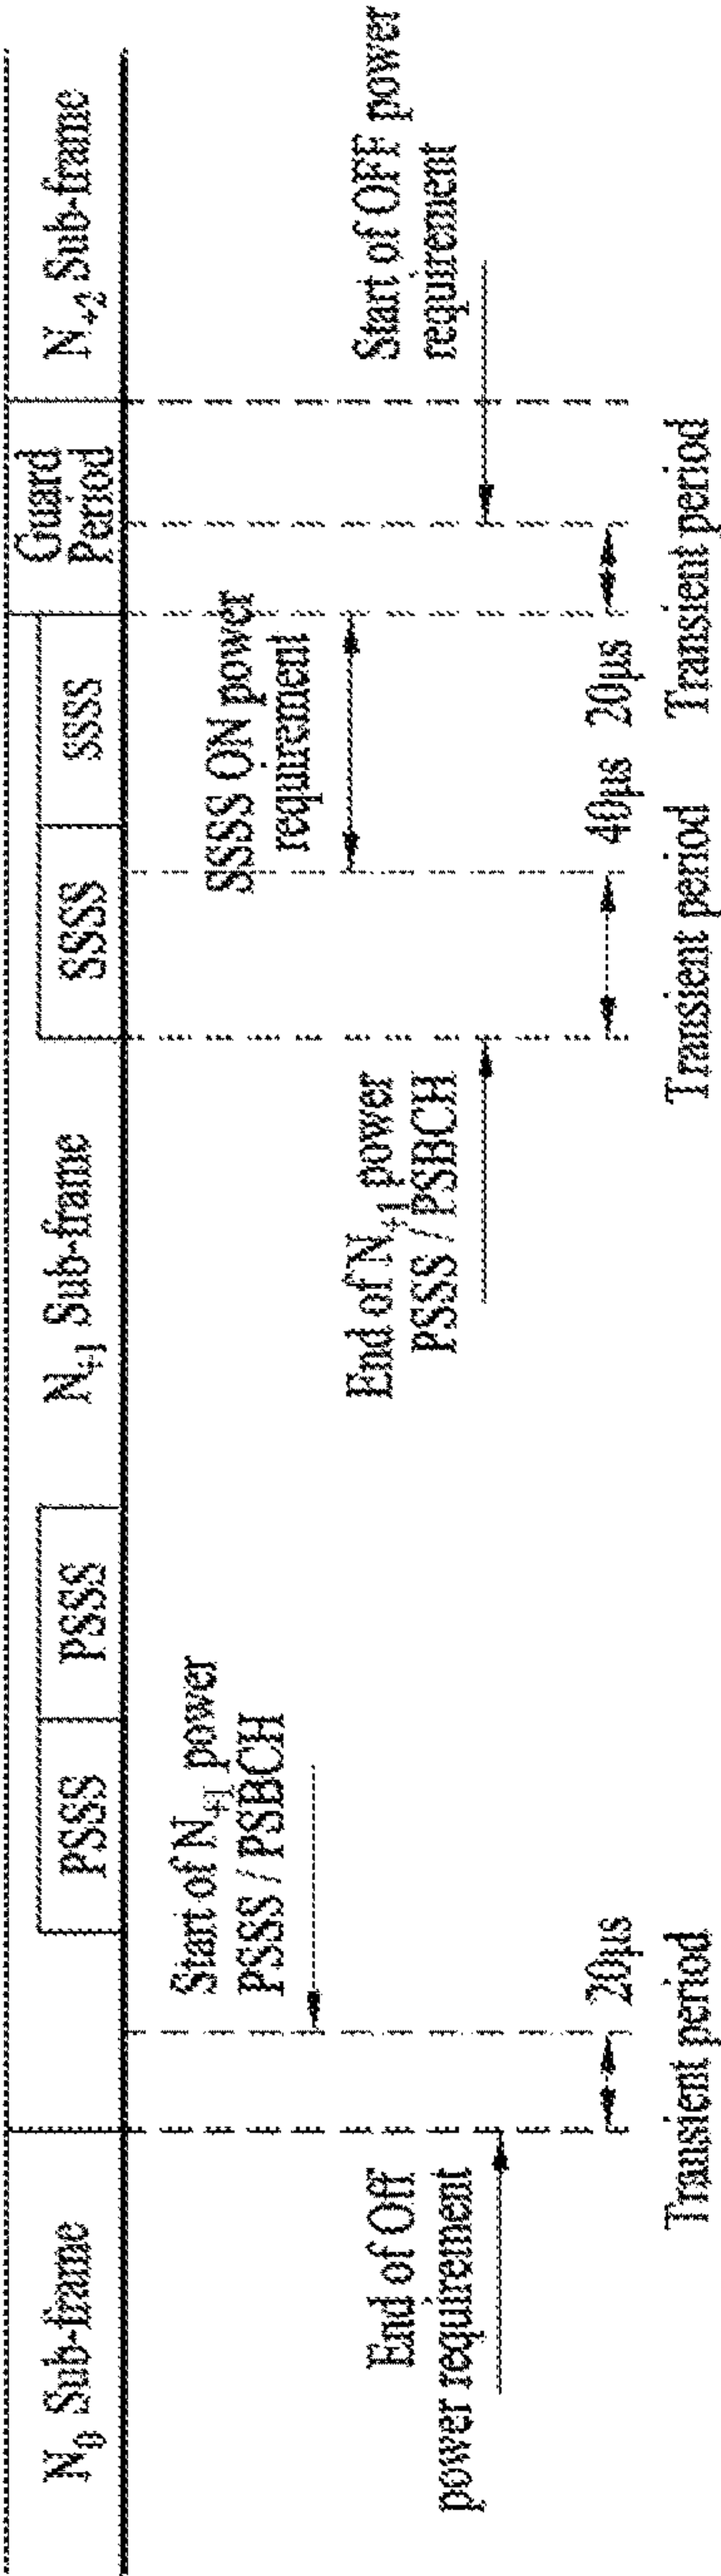 N0 Sub-frame
PSSS
PSSS
N+1 Sub-frame
SSSS
SSSS
Guard
Period
N+2 Sub-frame
Start of N+1 power
PSSS / PSBCH
SSSS ON power
requirement
End of Off
power requirement
End of N+1 power
PSSS / PSBCH
Start of OFF power
requirement
20μs
40μs
20μs
Transient period
Transient period
Transient period